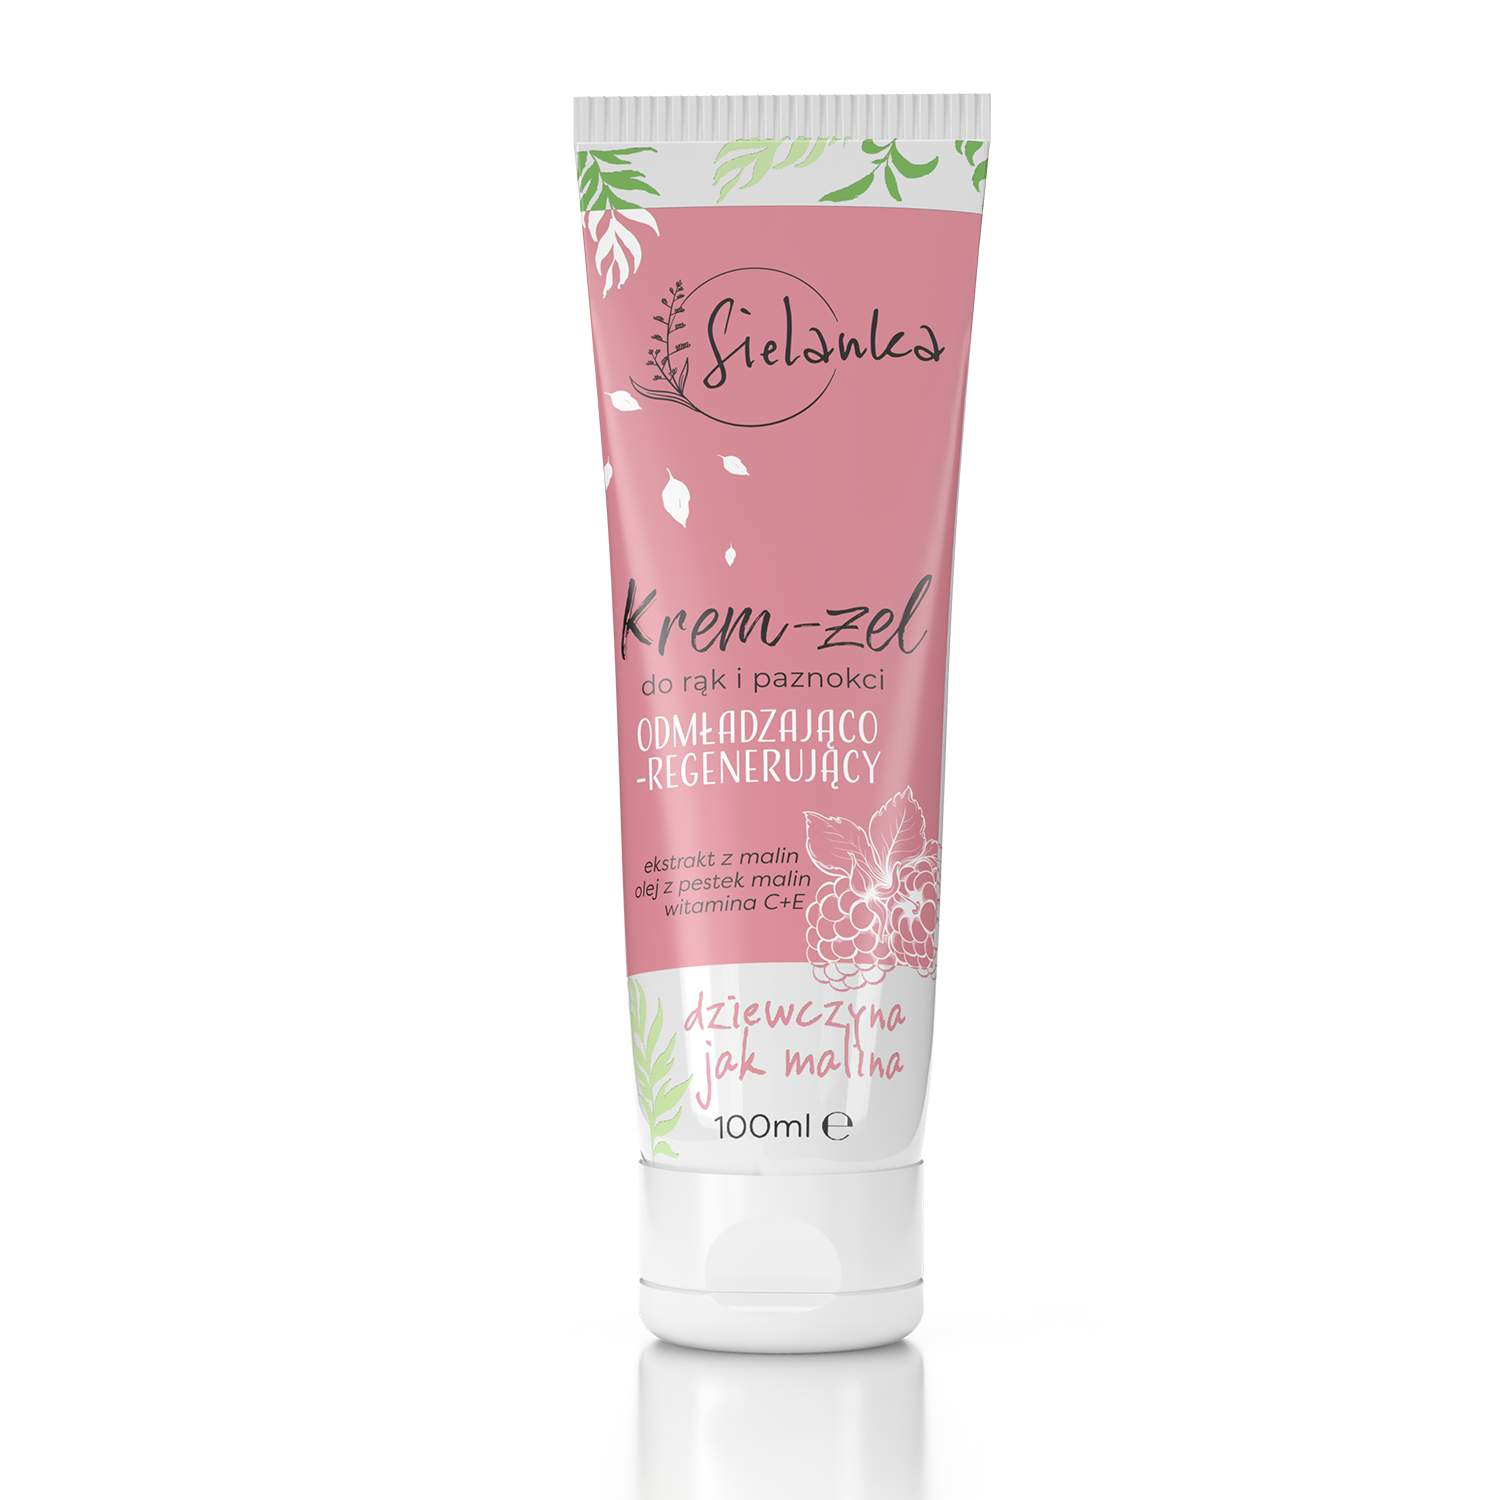 Sielanka
Krem-żel
do rąk i paznokci
ODMŁADZAJĄCO
-REGENERUJĄCY
ekstrakt z malin
olej z pestek malin
witamina C+E
dziewczyna
jak malina
100ml ℮